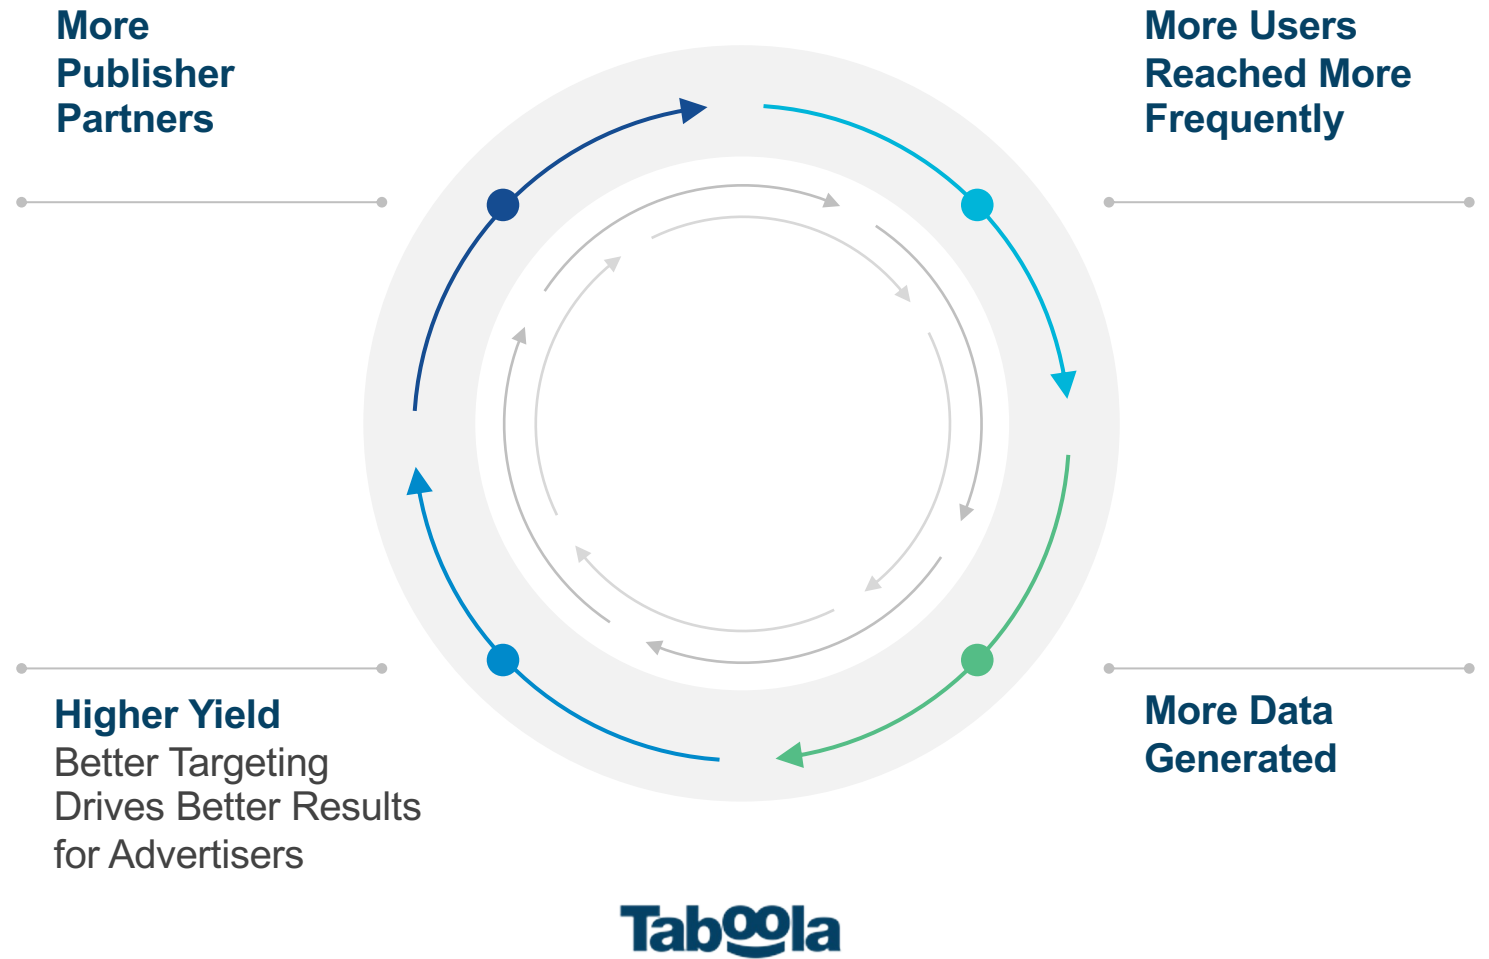 More
Publisher
Partners
More Users
Reached More
Frequently
Higher Yield
Better Targeting
Drives Better Results
for Advertisers
More Data
Generated
Taboola